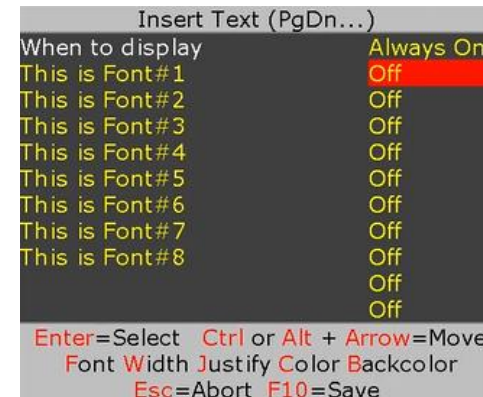 Insert Text (PgDn...)
When to display Always On
This is Font#1 Off
This is Font#2 Off
This is Font#3 Off
This is Font#4 Off
This is Font#5 Off
This is Font#6 Off
This is Font#7 Off
This is Font#8 Off
Off
Off
Enter=Select Ctrl or Alt + Arrow=Move
Font Width Justify Color Backcolor
Esc=Abort F10=Save